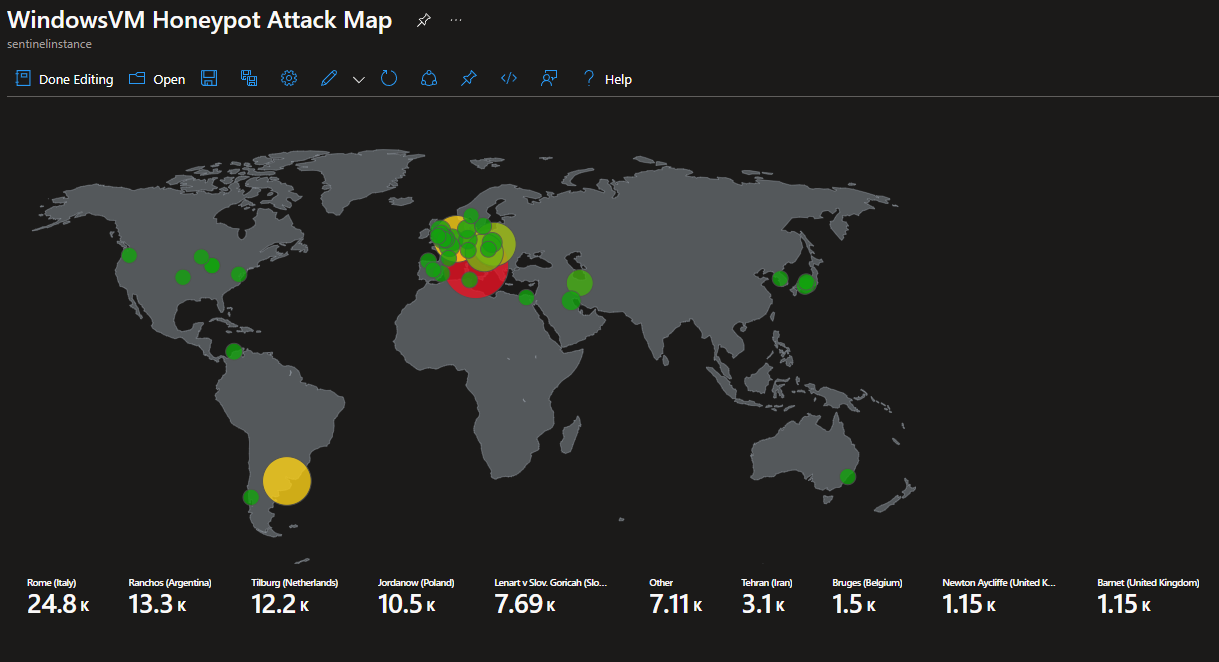 WindowsVM Honeypot Attack Map
sentinelinstance
Done Editing Open Help
Rome (Italy) Ranchos (Argentina) Tilburg (Netherlands) Jordanow (Poland) Lenart v Slov. Goricah (Slo... Other Tehran (Iran) Bruges (Belgium) Newton Aycliffe (United K... Barnet (United Kingdom)
24.8 K 13.3 K 12.2 K 10.5 K 7.69 K 7.11 K 3.1 K 1.5 K 1.15 K 1.15 K